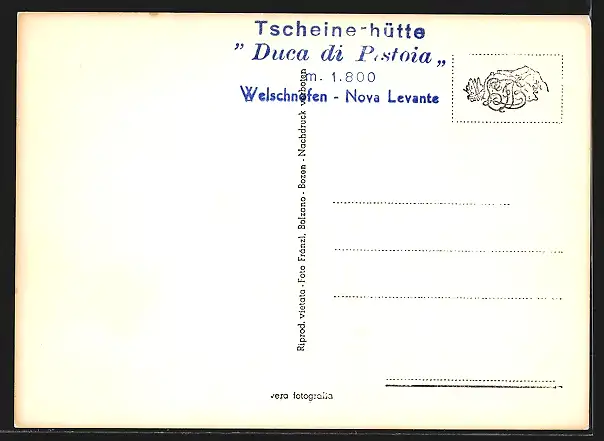 Tscheiner-hütte
" Duca di Pistoia „
m. 1.800
Welschnofen - Nova Levante
Riprod. vietata - Foto Fränzl, Bolzano - Bozen - Nachdruck verboten
vera fotografia